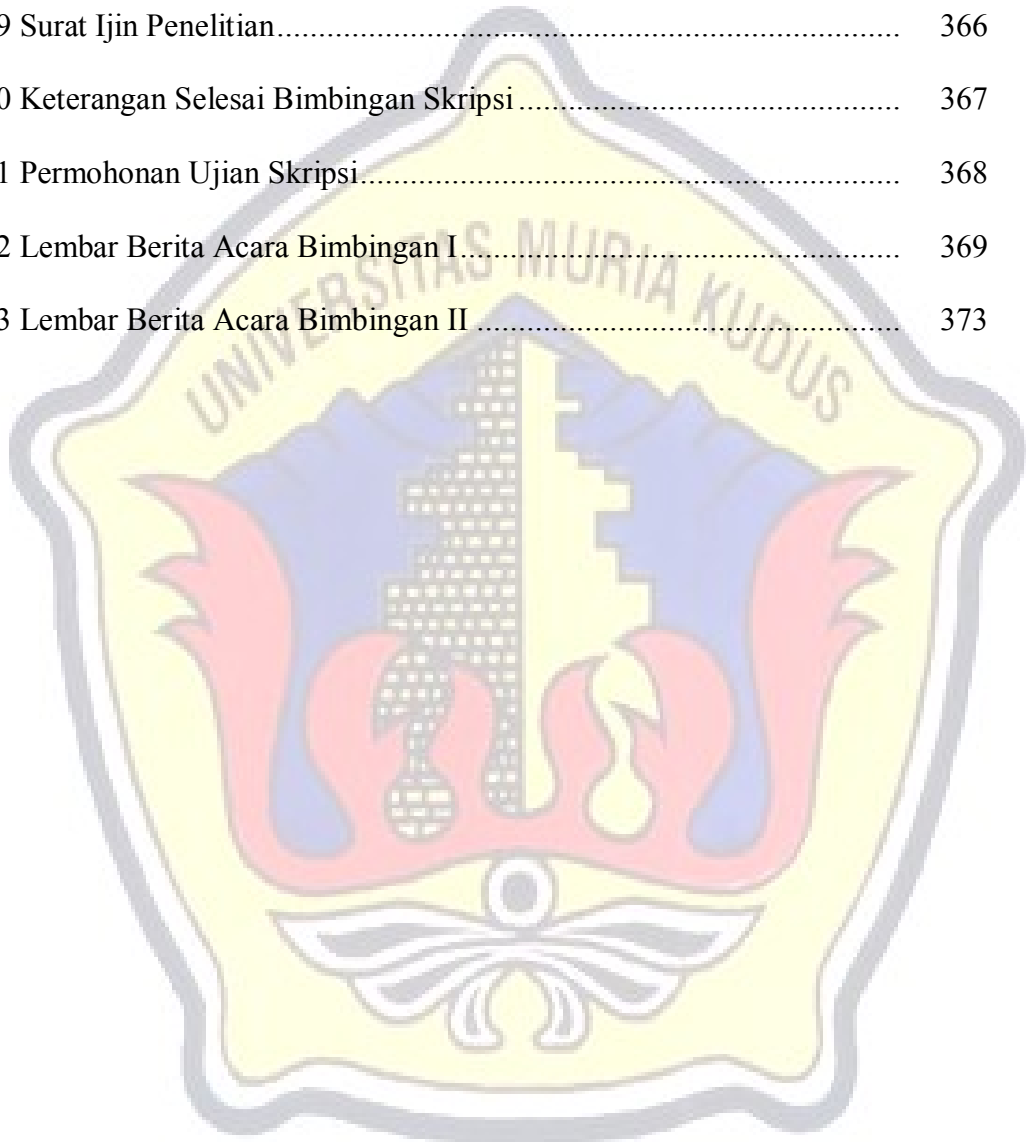 9 Surat Ijin Penelitian........................................................................... 366
0 Keterangan Selesai Bimbingan Skripsi.............................................. 367
1 Permohonan Ujian Skripsi................................................................. 368
2 Lembar Berita Acara Bimbingan I..................................................... 369
3 Lembar Berita Acara Bimbingan II................................................... 373
UNIVERSITAS MURIA KUDUS